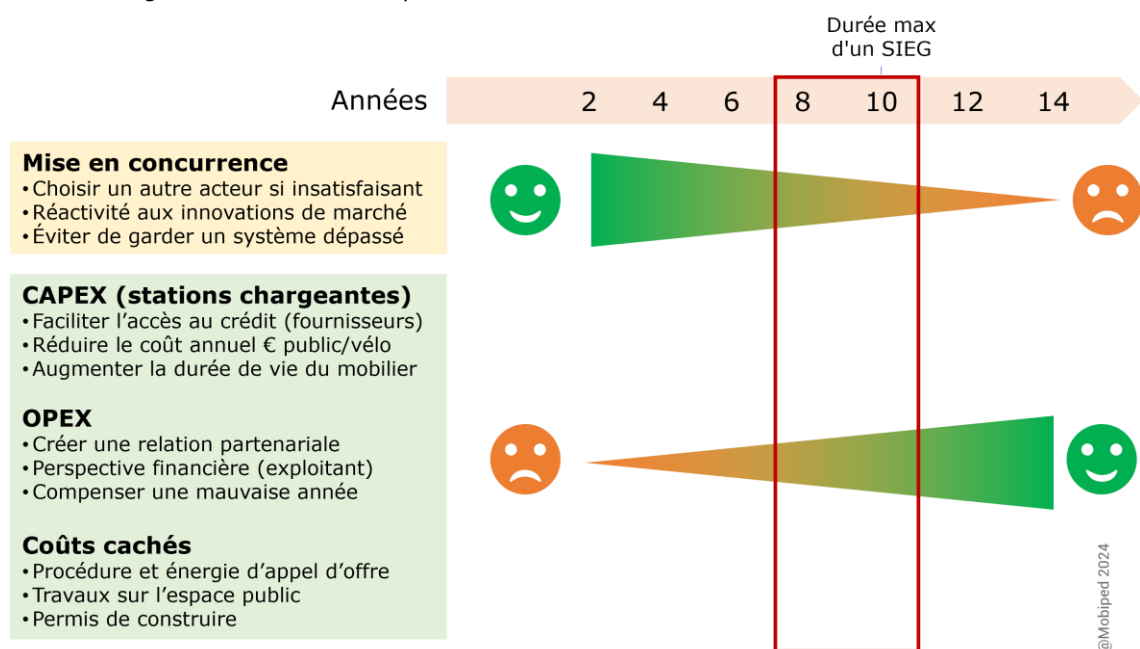 Durée max
d'un SIEG
Années 2 4 6 8 10 12 14
Mise en concurrence
• Choisir un autre acteur si insatisfaisant
• Réactivité aux innovations de marché
• Éviter de garder un système dépassé
CAPEX (stations chargeantes)
• Faciliter l'accès au crédit (fournisseurs)
• Réduire le coût annuel € public/vélo
• Augmenter la durée de vie du mobilier
OPEX
• Créer une relation partenariale
• Perspective financière (exploitant)
• Compenser une mauvaise année
Coûts cachés
• Procédure et énergie d'appel d'offre
• Travaux sur l'espace public
• Permis de construire
@Mobiped 2024